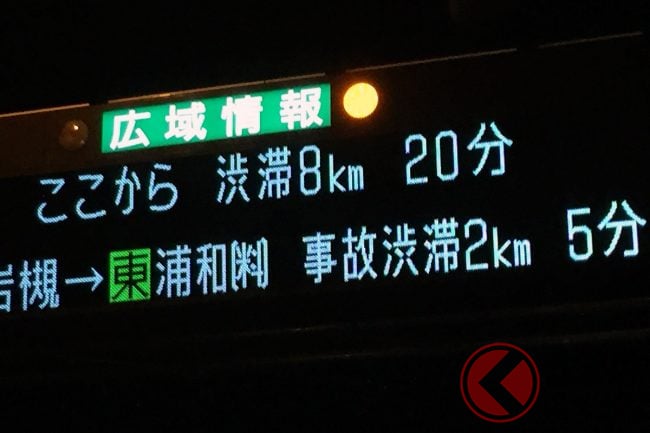 広域情報
ここから 渋滞8km 20分
岩槻→東浦和(料) 事故渋滞2km 5分